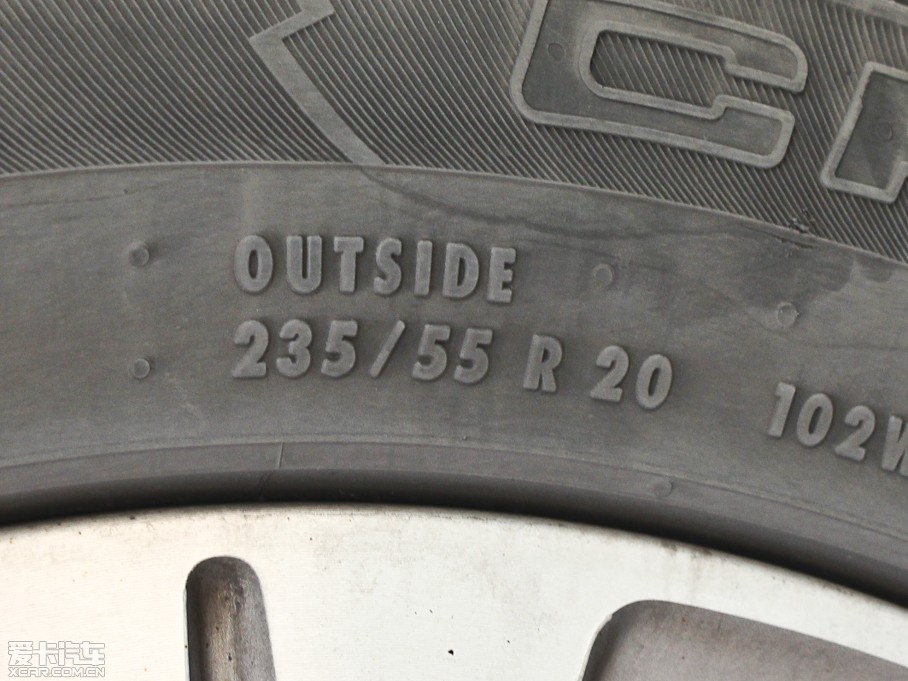 OUTSIDE
235/55 R 20 102W
爱卡汽车
XCAR.COM.CN